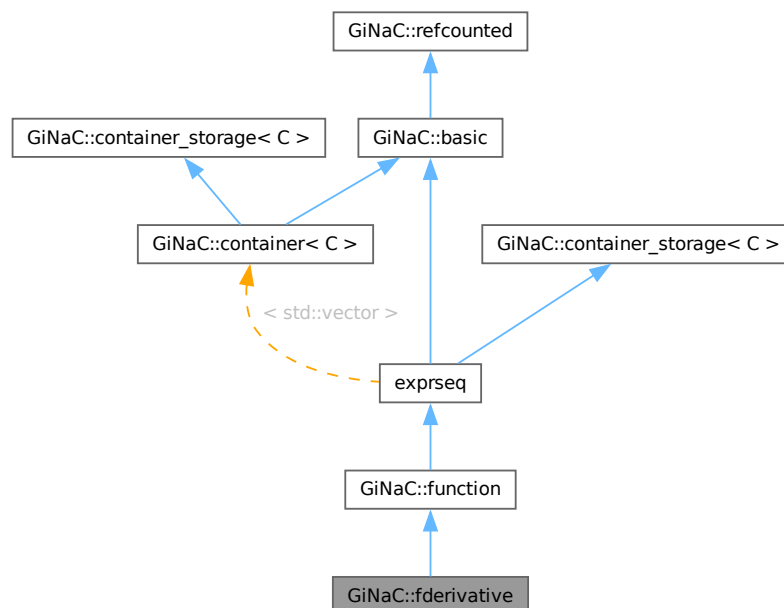 GiNaC::refcounted
GiNaC::container_storage< C >
GiNaC::basic
GiNaC::container< C >
GiNaC::container_storage< C >
< std::vector >
exprseq
GiNaC::function
GiNaC::fderivative